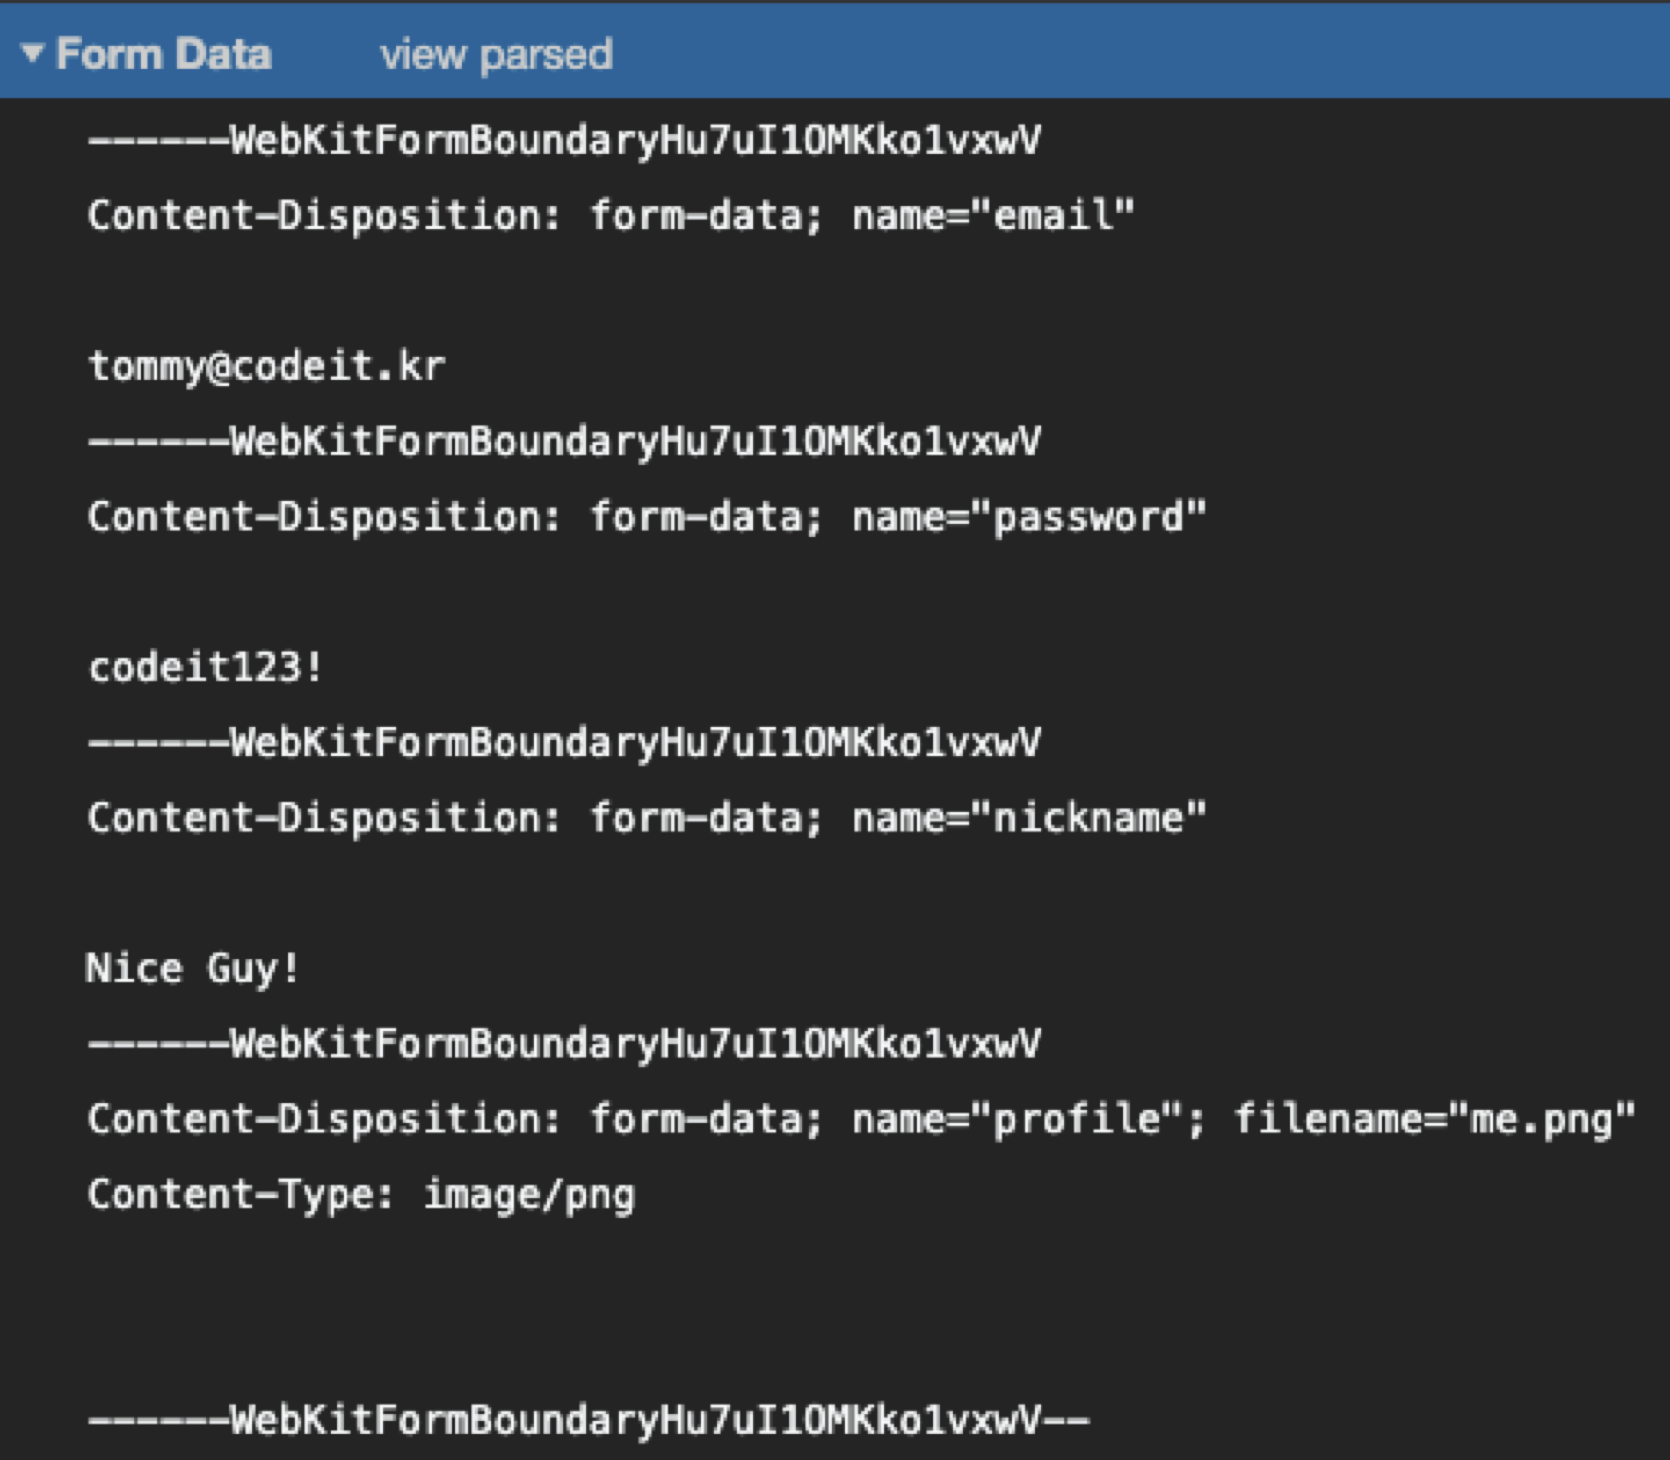 ▼ Form Data view parsed
------WebKitFormBoundaryHu7uI1OMKko1vxwV
Content-Disposition: form-data; name="email"
tommy@codeit.kr
------WebKitFormBoundaryHu7uI1OMKko1vxwV
Content-Disposition: form-data; name="password"
codeit123!
------WebKitFormBoundaryHu7uI1OMKko1vxwV
Content-Disposition: form-data; name="nickname"
Nice Guy!
------WebKitFormBoundaryHu7uI1OMKko1vxwV
Content-Disposition: form-data; name="profile"; filename="me.png"
Content-Type: image/png
------WebKitFormBoundaryHu7uI1OMKko1vxwV--